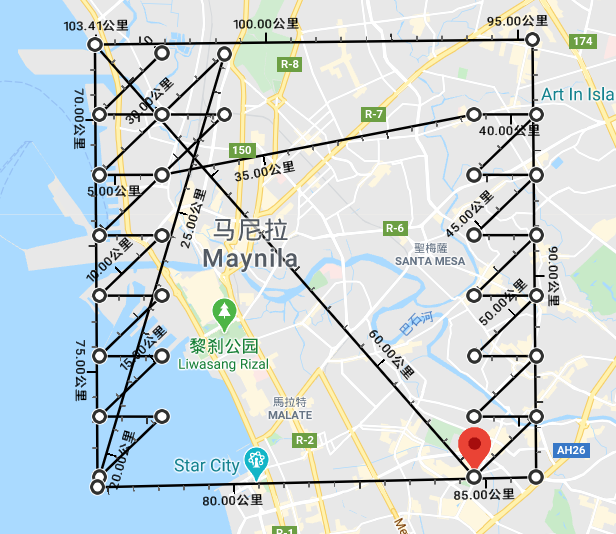 103.41公里
100.00公里
95.00公里
174
R-8
Art In Isla
70.00公里
30.00公里
R-7
40.00公里
150
35.00公里
5.00公里
25.00公里
45.00公里
马尼拉
Maynila
R-6
聖梅薩
SANTA MESA
10.00公里
90.00公里
50.00公里
巴石河
黎刹公园
Liwasang Rizal
15.00公里
60.00公里
75.00公里
馬拉特
MALATE
R-2
20.00公里
Star City
AH26
80.00公里
85.00公里
R-1
Me